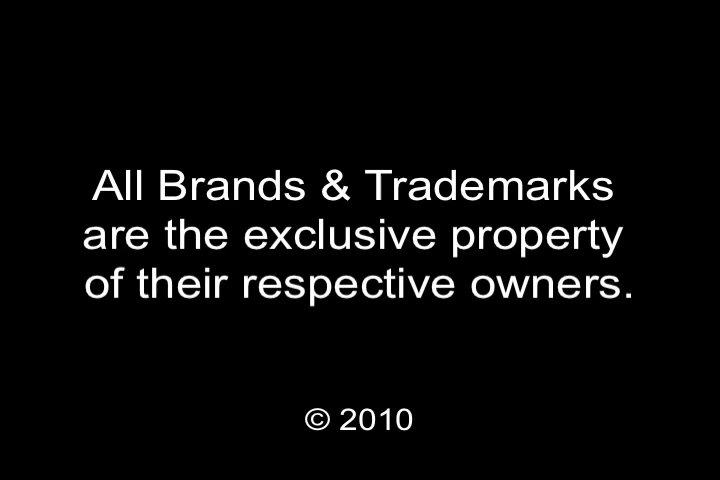 All Brands & Trademarks
are the exclusive property
of their respective owners.
© 2010